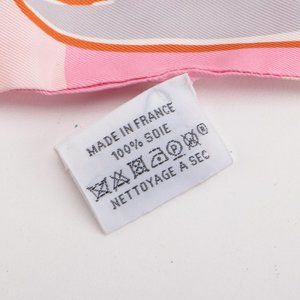 MADE IN FRANCE
100% SOIE
P ®
NETTOYAGE A SEC